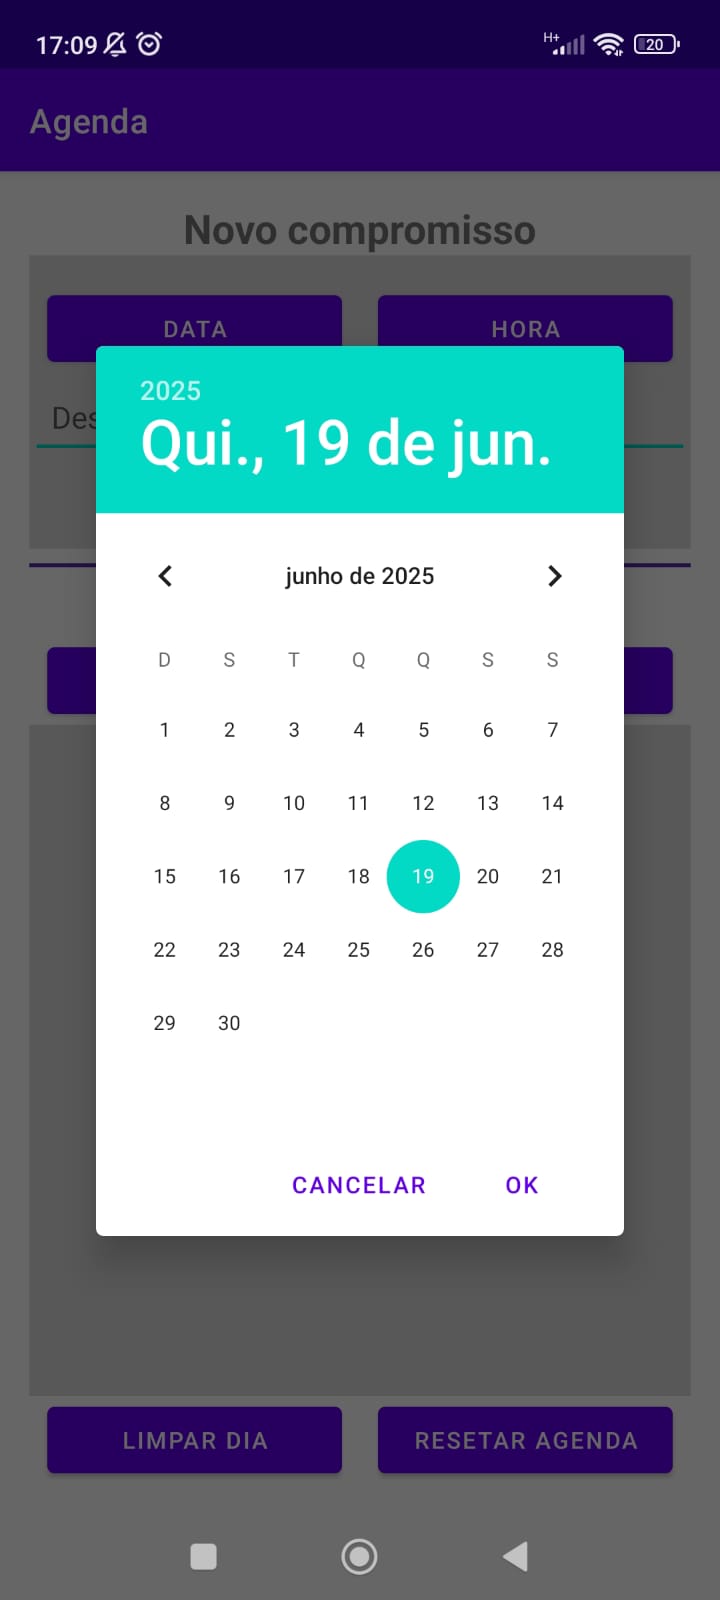 17:09 H+ 20
Agenda
Novo compromisso
DATA HORA
Des
2025
Qui., 19 de jun.
junho de 2025
D S T Q Q S S
1 2 3 4 5 6 7
8 9 10 11 12 13 14
15 16 17 18 19 20 21
22 23 24 25 26 27 28
29 30
CANCELAR OK
LIMPAR DIA RESETAR AGENDA